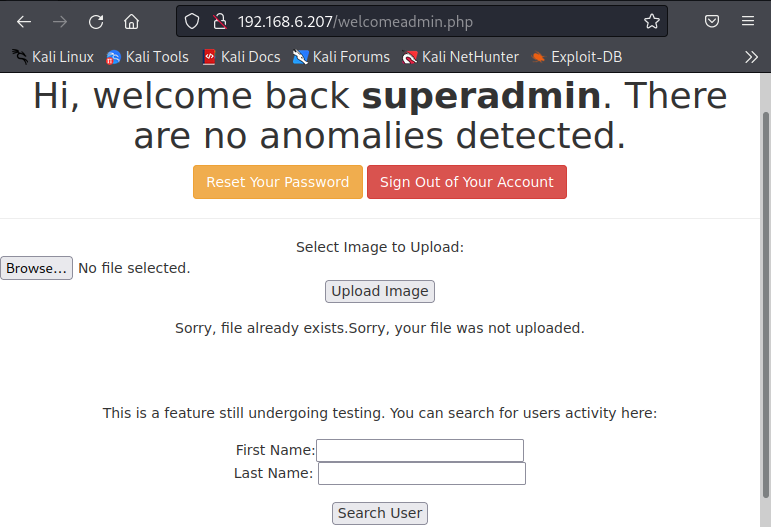 192.168.6.207/welcomeadmin.php
Kali Linux Kali Tools Kali Docs Kali Forums Kali NetHunter Exploit-DB
Hi, welcome back superadmin. There
are no anomalies detected.
Reset Your Password Sign Out of Your Account
Select Image to Upload:
Browse... No file selected.
Upload Image
Sorry, file already exists.Sorry, your file was not uploaded.
This is a feature still undergoing testing. You can search for users activity here:
First Name:
Last Name:
Search User